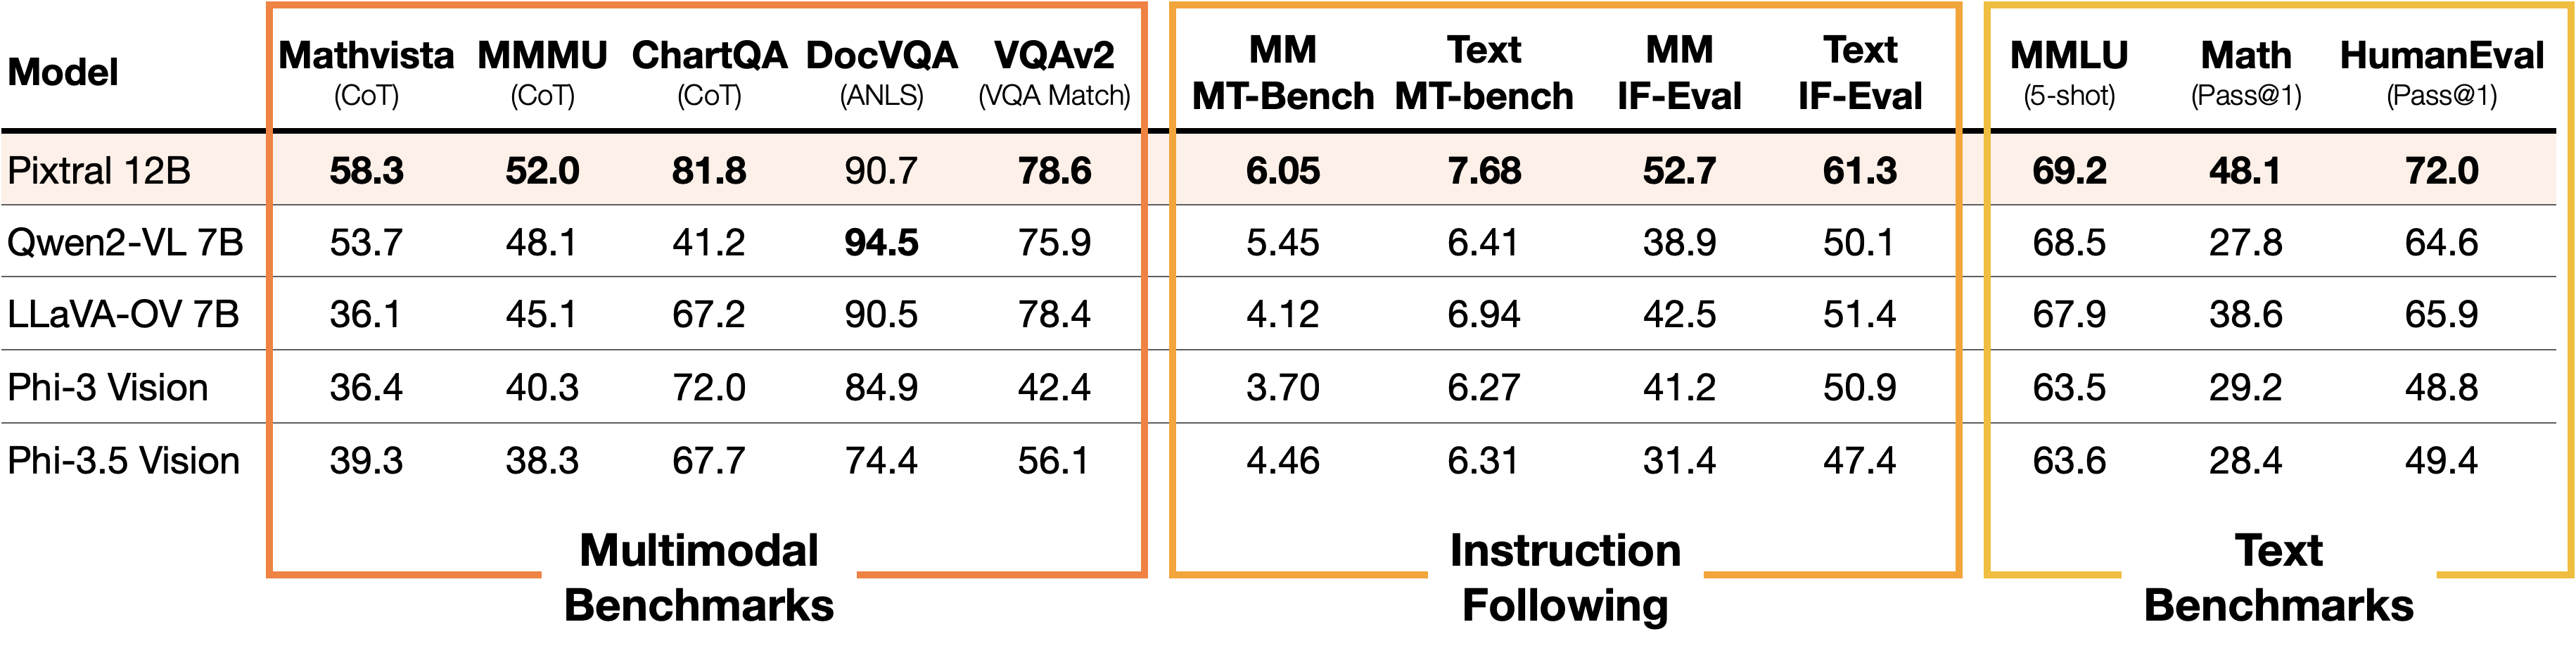 Model Mathvista (CoT) MMMU (CoT) ChartQA (CoT) DocVQA (ANLS) VQAv2 (VQA Match) MM MT-Bench Text MT-bench MM IF-Eval Text IF-Eval MMLU (5-shot) Math (Pass@1) HumanEval (Pass@1)
Pixtral 12B 58.3 52.0 81.8 90.7 78.6 6.05 7.68 52.7 61.3 69.2 48.1 72.0
Qwen2-VL 7B 53.7 48.1 41.2 94.5 75.9 5.45 6.41 38.9 50.1 68.5 27.8 64.6
LLaVA-OV 7B 36.1 45.1 67.2 90.5 78.4 4.12 6.94 42.5 51.4 67.9 38.6 65.9
Phi-3 Vision 36.4 40.3 72.0 84.9 42.4 3.70 6.27 41.2 50.9 63.5 29.2 48.8
Phi-3.5 Vision 39.3 38.3 67.7 74.4 56.1 4.46 6.31 31.4 47.4 63.6 28.4 49.4
Multimodal
Benchmarks
Instruction
Following
Text
Benchmarks